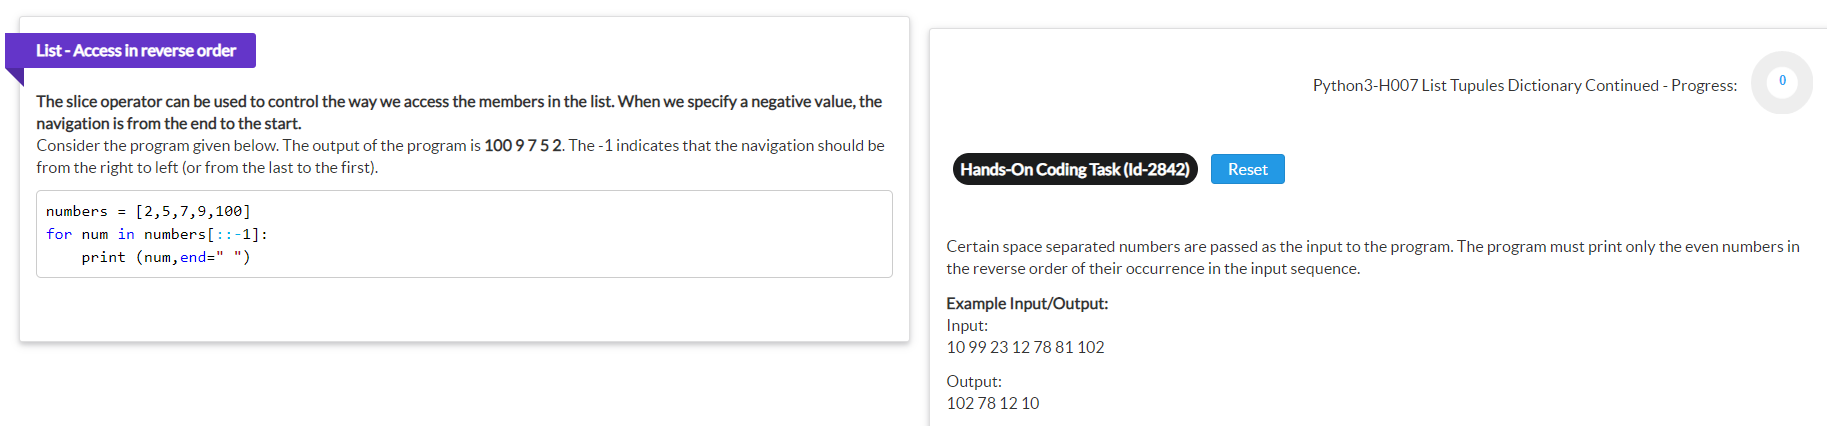 List - Access in reverse order
The slice operator can be used to control the way we access the members in the list. When we specify a negative value, the
navigation is from the end to the start.
Consider the program given below. The output of the program is 100 9 7 5 2. The -1 indicates that the navigation should be
from the right to left (or from the last to the first).
numbers = [2,5,7,9,100]
for num in numbers[::-1]:
    print (num,end=" ")
Python3-H007 List Tupules Dictionary Continued - Progress:
0
Hands-On Coding Task (Id-2842)
Reset
Certain space separated numbers are passed as the input to the program. The program must print only the even numbers in
the reverse order of their occurrence in the input sequence.
Example Input/Output:
Input:
10 99 23 12 78 81 102
Output:
102 78 12 10